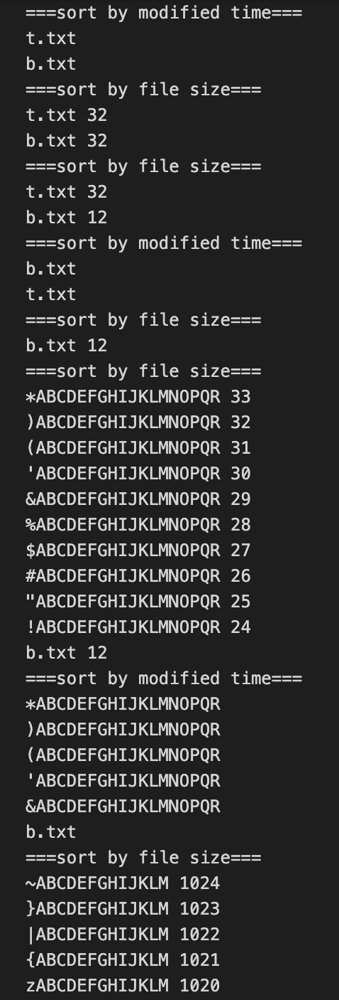 ===sort by modified time===
t.txt
b.txt
===sort by file size===
t.txt 32
b.txt 32
===sort by file size===
t.txt 32
b.txt 12
===sort by modified time===
b.txt
t.txt
===sort by file size===
b.txt 12
===sort by file size===
*ABCDEFGHIJKLMNOPQR 33
)ABCDEFGHIJKLMNOPQR 32
(ABCDEFGHIJKLMNOPQR 31
'ABCDEFGHIJKLMNOPQR 30
&ABCDEFGHIJKLMNOPQR 29
%ABCDEFGHIJKLMNOPQR 28
$ABCDEFGHIJKLMNOPQR 27
#ABCDEFGHIJKLMNOPQR 26
"ABCDEFGHIJKLMNOPQR 25
!ABCDEFGHIJKLMNOPQR 24
b.txt 12
===sort by modified time===
*ABCDEFGHIJKLMNOPQR
)ABCDEFGHIJKLMNOPQR
(ABCDEFGHIJKLMNOPQR
'ABCDEFGHIJKLMNOPQR
&ABCDEFGHIJKLMNOPQR
b.txt
===sort by file size===
~ABCDEFGHIJKLM 1024
}ABCDEFGHIJKLM 1023
|ABCDEFGHIJKLM 1022
{ABCDEFGHIJKLM 1021
zABCDEFGHIJKLM 1020